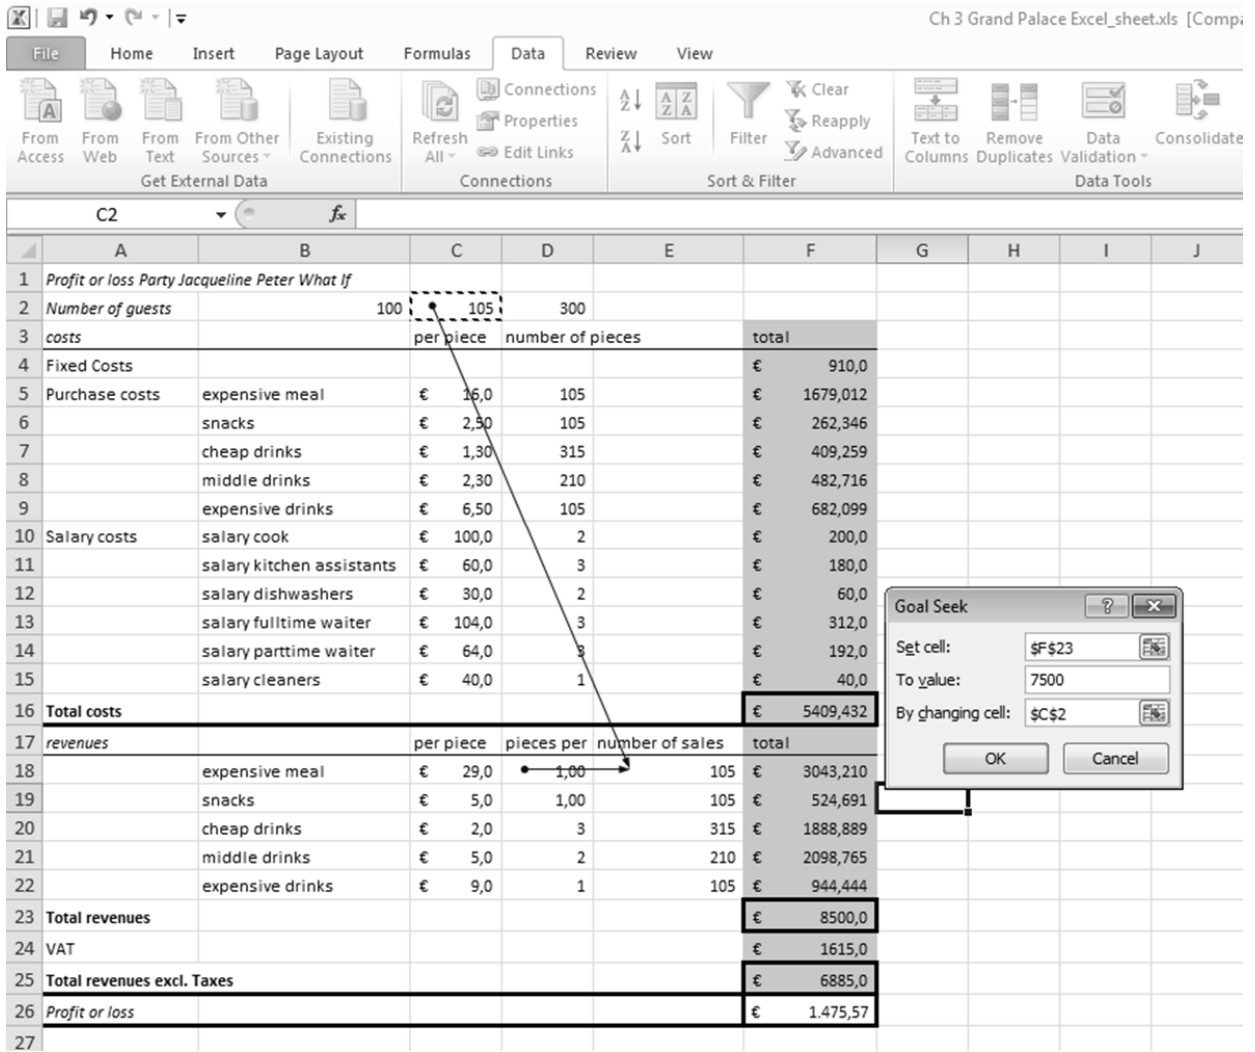 Ch 3 Grand Palace Excel_sheet.xls [Compa
File Home Insert Page Layout Formulas Data Review View
From Access From Web From Text From Other Sources Existing Connections Refresh All Connections Properties Edit Links Sort Filter Clear Reapply Advanced Text to Columns Remove Duplicates Data Validation Consolidate
Get External Data Connections Sort & Filter Data Tools
C2 fx
A B C D E F G H I J
1 Profit or loss Party Jacqueline Peter What If
2 Number of guests 100 105 300
3 costs per piece number of pieces total
4 Fixed Costs € 910,0
5 Purchase costs expensive meal € 16,0 105 € 1679,012
6 snacks € 2,50 105 € 262,346
7 cheap drinks € 1,30 315 € 409,259
8 middle drinks € 2,30 210 € 482,716
9 expensive drinks € 6,50 105 € 682,099
10 Salary costs salary cook € 100,0 2 € 200,0
11 salary kitchen assistants € 60,0 3 € 180,0
12 salary dishwashers € 30,0 2 € 60,0
13 salary fulltime waiter € 104,0 3 € 312,0
14 salary parttime waiter € 64,0 3 € 192,0
15 salary cleaners € 40,0 1 € 40,0
16 Total costs € 5409,432
17 revenues per piece pieces per number of sales total
18 expensive meal € 29,0 1,00 105 € 3043,210
19 snacks € 5,0 1,00 105 € 524,691
20 cheap drinks € 2,0 3 315 € 1888,889
21 middle drinks € 5,0 2 210 € 2098,765
22 expensive drinks € 9,0 1 105 € 944,444
23 Total revenues € 8500,0
24 VAT € 1615,0
25 Total revenues excl. Taxes € 6885,0
26 Profit or loss € 1.475,57
27
Goal Seek
Set cell: $F$23
To value: 7500
By changing cell: $C$2
OK Cancel